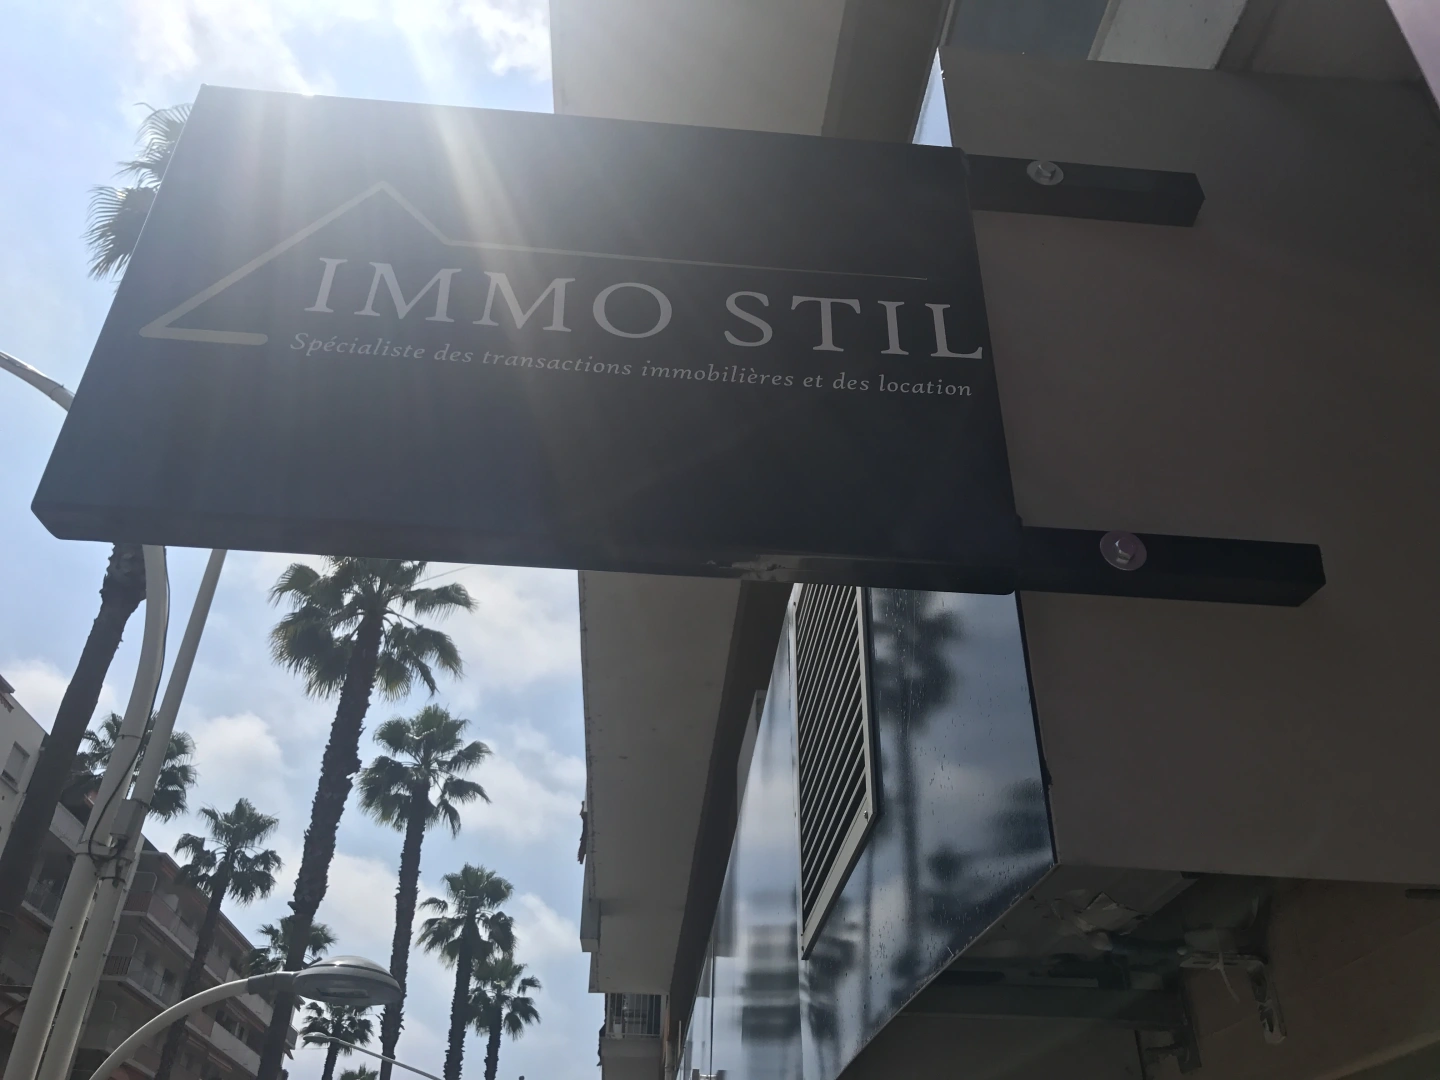 IMMO STIL
Spécialiste des transactions immobilières et des location